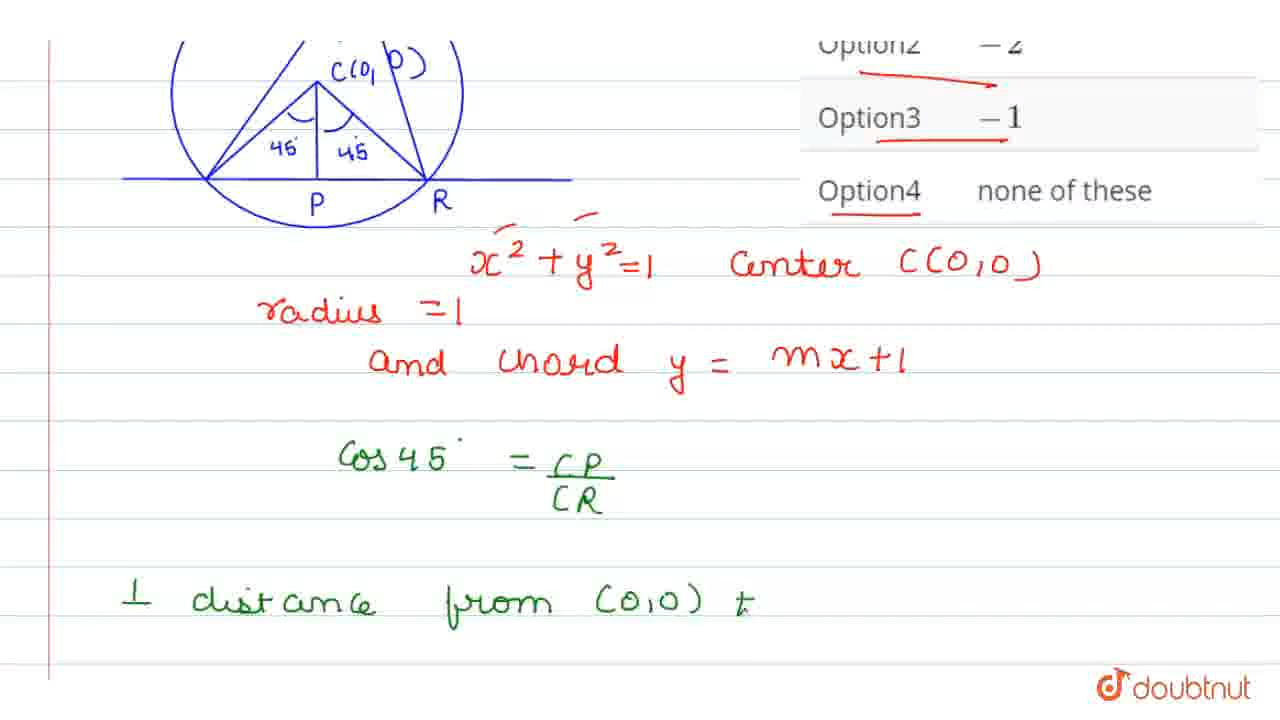 C(0,0)
45° 45°
P R
Option2 -2
Option3 -1
Option4 none of these
x² + y² = 1 Center C(0,0)
radius = 1
and chord y = mx + 1
Cos 45° = CP/CR
⊥ distance from (0,0) t
doubtnut